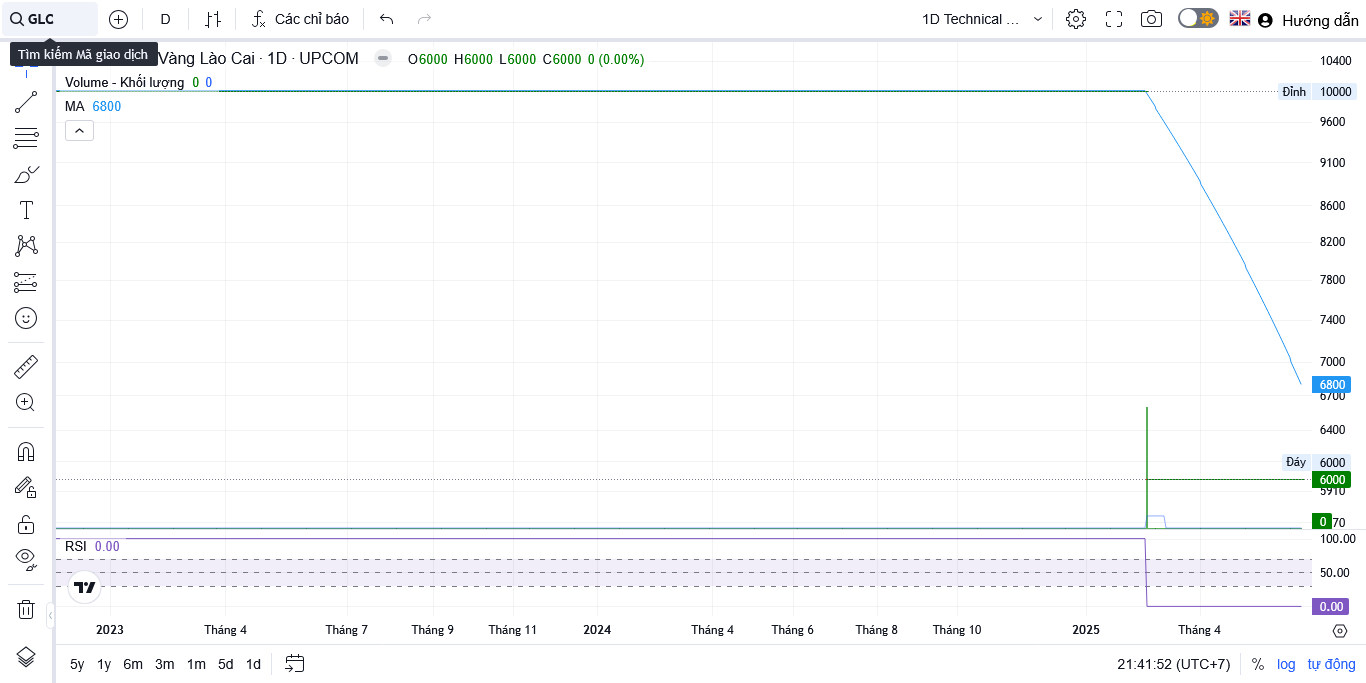 GLC
D
Các chỉ báo
1D Technical ...
Hướng dẫn
Tìm kiếm Mã giao dịch
Vàng Lào Cai · 1D · UPCOM
O6000 H6000 L6000 C6000 0 (0.00%)
Volume - Khối lượng 0 0
MA 6800
10400
Đỉnh 10000
9600
9100
8600
8200
7800
7400
7000
6800
6700
6400
Đáy 6000
6000
5910
0
70
RSI 0.00
100.00
50.00
0.00
2023 Tháng 4 Tháng 7 Tháng 9 Tháng 11 2024 Tháng 4 Tháng 6 Tháng 8 Tháng 10 2025 Tháng 4
5y 1y 6m 3m 1m 5d 1d
21:41:52 (UTC+7) % log tự động